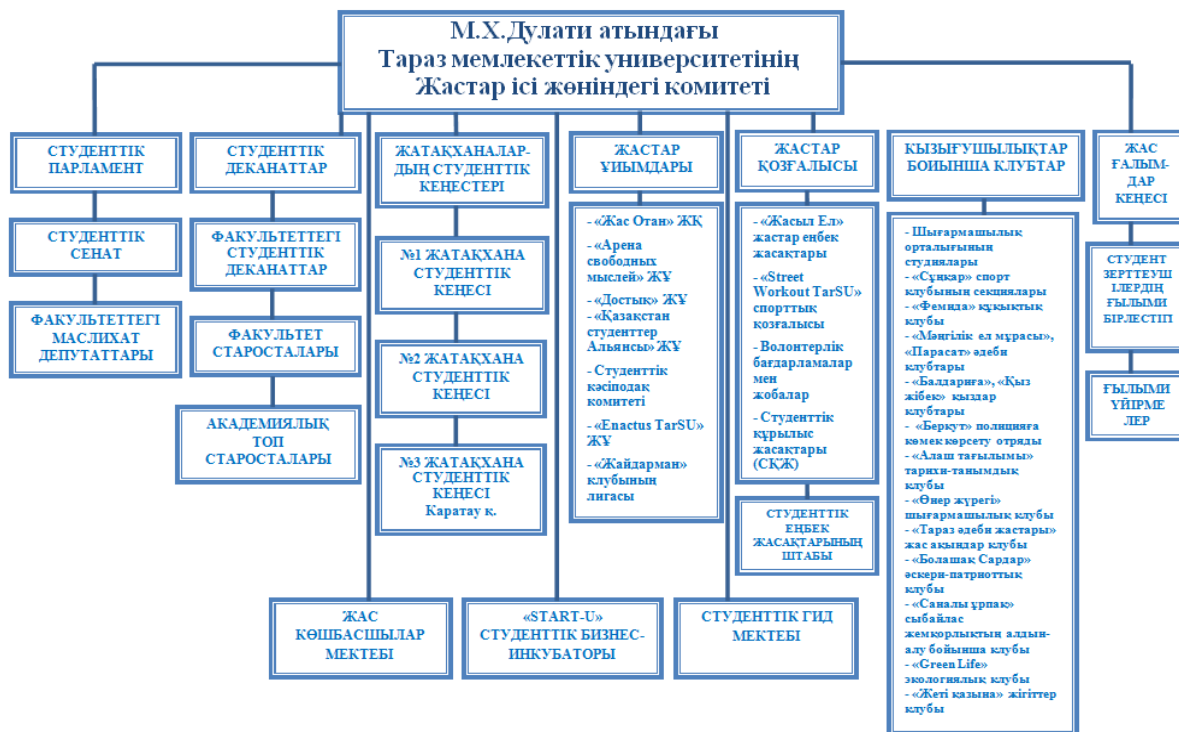 М.Х.Дулати атындағы
Тараз мемлекеттік университетінің
Жастар ісі жөніндегі комитеті
СТУДЕНТТІК
ПАРЛАМЕНТ
СТУДЕНТТІК
СЕНАТ
ФАКУЛЬТЕТТЕГІ
МАСЛИХАТ
ДЕПУТАТТАРЫ
СТУДЕНТТІК
ДЕКАНАТТАР
ФАКУЛЬТЕТТЕГІ
СТУДЕНТТІК
ДЕКАНАТТАР
ФАКУЛЬТЕТ
СТАРОСТАЛАРЫ
АКАДЕМИЯЛЫҚ
ТОП
СТАРОСТАЛАРЫ
ЖАТАҚХАНАЛАР-
ДЫҢ СТУДЕНТТІК
КЕҢЕСТЕРІ
№1 ЖАТАҚХАНА
СТУДЕНТТІК
КЕҢЕСІ
№2 ЖАТАҚХАНА
СТУДЕНТТІК
КЕҢЕСІ
№3 ЖАТАҚХАНА
СТУДЕНТТІК
КЕҢЕСІ
Каратау қ.
ЖАСТАР
ҰЙЫМДАРЫ
- «Жас Отан» ЖҚ
- «Арена
свободных
мыслей» ЖҰ
- «Достық» ЖҰ
- «Қазақстан
студенттер
Альянсы» ЖҰ
- Студенттік
кәсіподақ
комитеті
- «Enactus TarSU»
ЖҰ
- «Жайдарман»
клубының
лигасы
ЖАСТАР
ҚОЗҒАЛЫСЫ
- «Жасыл Ел»
жастар еңбек
жасақтары
- «Street
Workout TarSU»
спорттық
қозғалысы
- Волонтерлік
бағдарламалар
мен
жобалар
- Студенттік
құрылыс
жасақтары
(СҚЖ)
СТУДЕНТТІК
ЕҢБЕК
ЖАСАҚТАРЫНЫҢ
ШТАБЫ
ҚЫЗЫҒУШЫЛЫҚТАР
БОЙЫНША КЛУБТАР
- Шығармашылық
орталығының
студиялары
- «Сұңқар» спорт
клубының секциялары
- «Фемида» құқықтық
клубы
- «Мәңгілік ел мұрасы»,
«Парасат» әдеби
клубтары
- «Балдарига», «Қыз
жібек» қыздар
клубтары
- «Беркут» полицияға
көмек көрсету отряды
- «Алаш тағылымы»
тарихи-танымдық
клубы
- «Өнер жүрегі»
шығармашылық клубы
- «Тараз әдеби жастары»
жас ақындар клубы
- «Болашақ Сардар»
әскери-патриоттық
клубы
- «Саналы ұрпақ»
сыбайлас
жемқорлықтың алдын-
алу бойынша клубы
- «Green Life»
экологиялық клубы
- «Жеті қазына» жігіттер
клубы
ЖАС
ҒАЛЫМ-
ДАР
КЕҢЕСІ
СТУДЕНТ
ЗЕРТТЕУШ
ІЛЕРДІҢ
ҒЫЛЫМИ
БІРЛЕСТІГІ
ҒЫЛЫМИ
ҮЙІРМЕ
ЛЕР
ЖАС
КӨШБАСШЫЛАР
МЕКТЕБІ
«START-U»
СТУДЕНТТІК БИЗНЕС-
ИНКУБАТОРЫ
СТУДЕНТТІК ГИД
МЕКТЕБІ